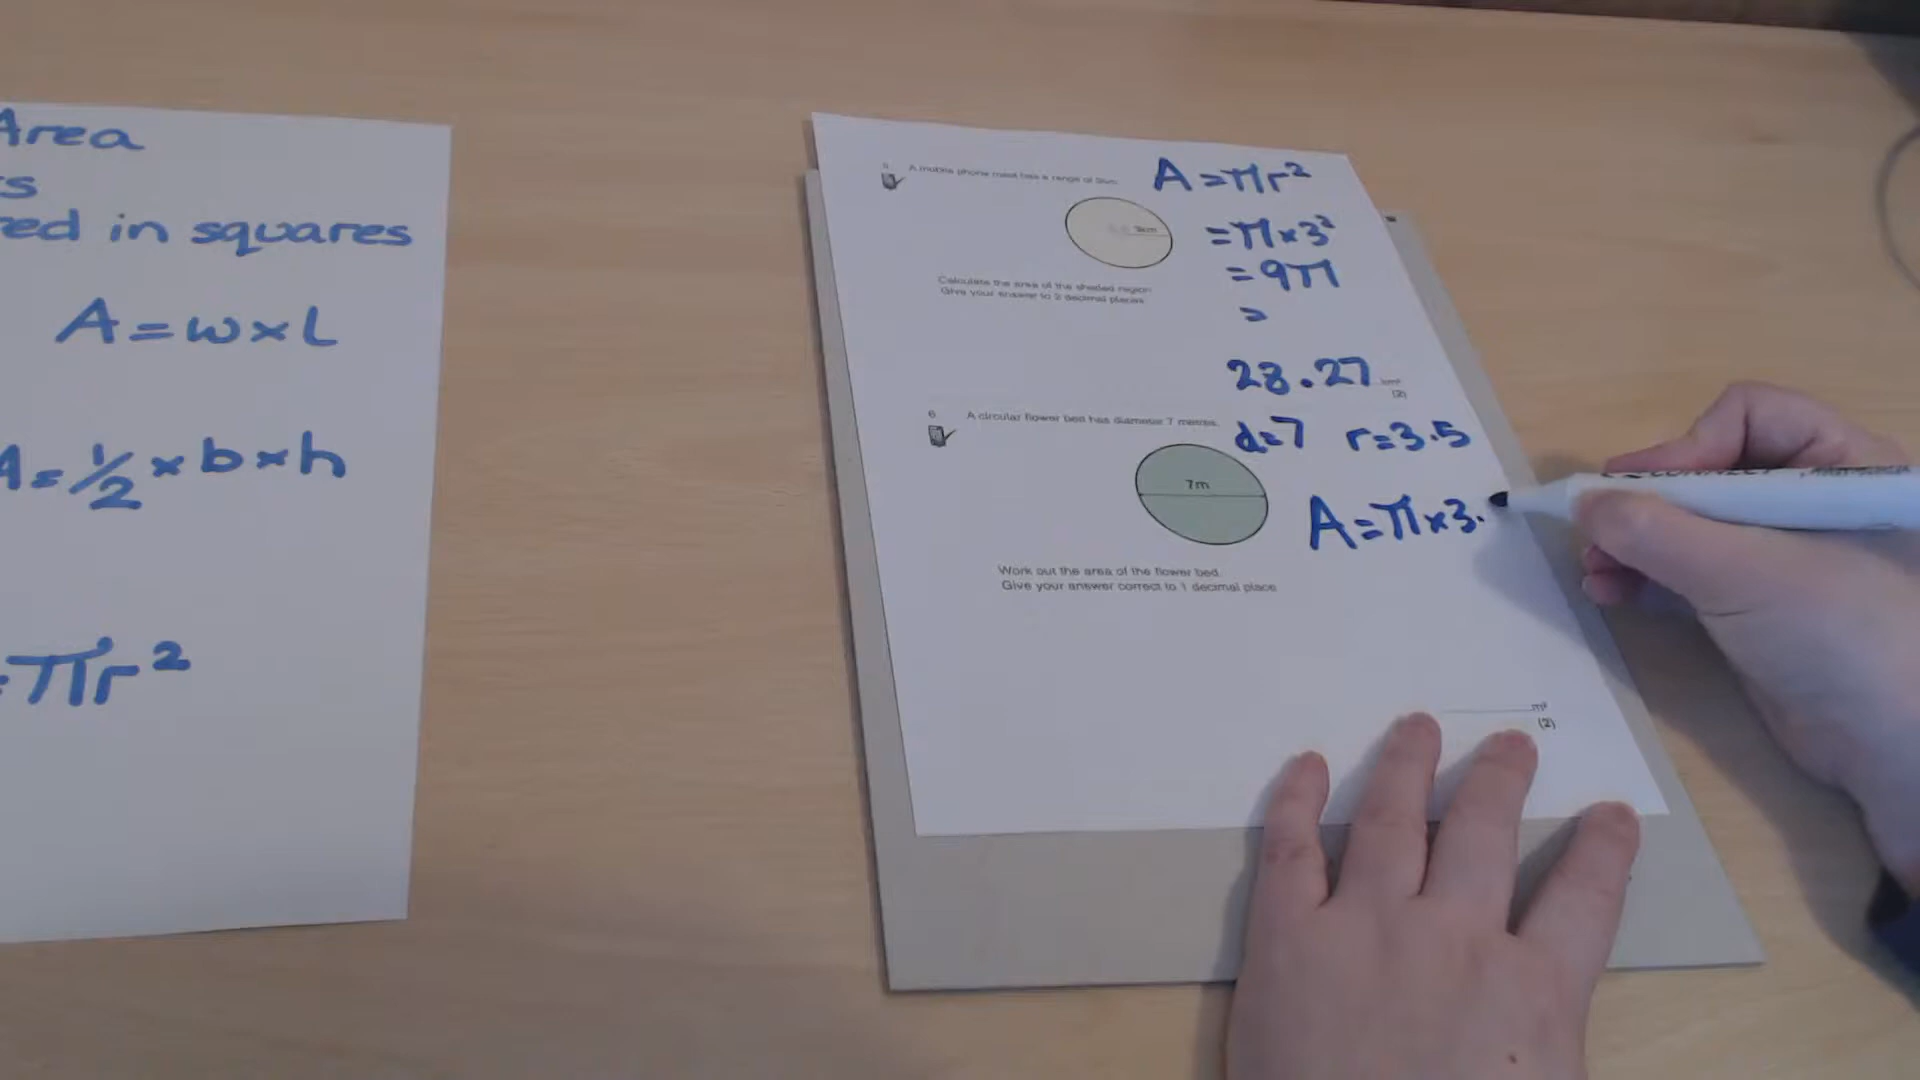 Area
red in squares
A=w×L
A=½×b×h
=πr²
A mobile phone mast has a range of 3km.
3km
Calculate the area of the shaded region
Give your answer to 2 decimal places
A=πr²
=π×3²
=9π
=
28.27 km²
(2)
6 A circular flower bed has diameter 7 metres.
d=7 r=3.5
7m
A=π×3.
Work out the area of the flower bed.
Give your answer correct to 1 decimal place
m²
(2)